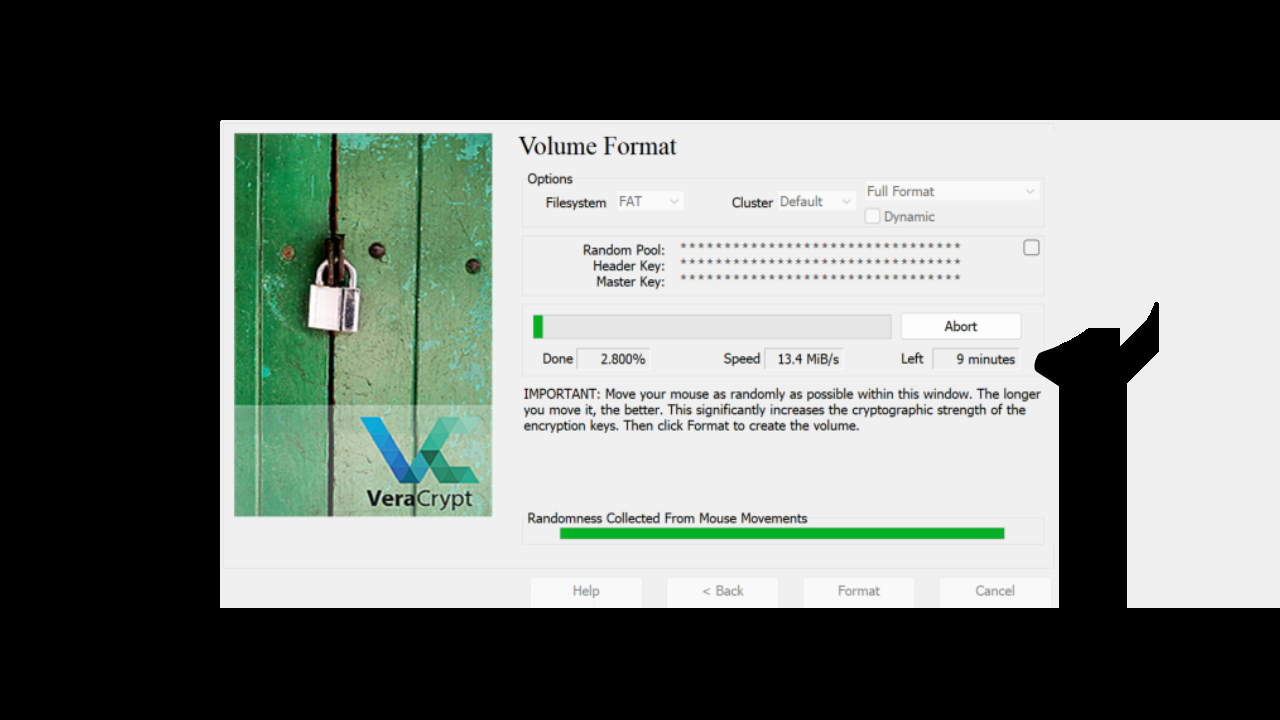 Volume Format
Options
Filesystem FAT Cluster Default Full Format
Dynamic
Random Pool: ********************************
Header Key: ********************************
Master Key: ********************************
Abort
Done 2.800% Speed 13.4 MiB/s Left 9 minutes
IMPORTANT: Move your mouse as randomly as possible within this window. The longer
you move it, the better. This significantly increases the cryptographic strength of the
encryption keys. Then click Format to create the volume.
VeraCrypt
Randomness Collected From Mouse Movements
Help < Back Format Cancel